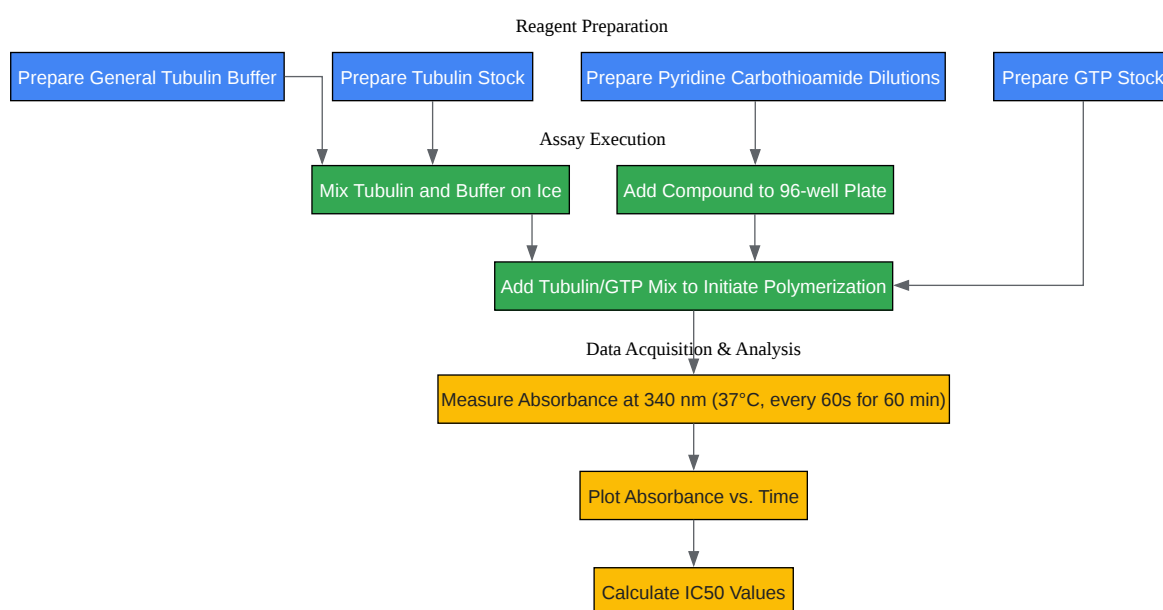 Reagent Preparation
Prepare General Tubulin Buffer
Prepare Tubulin Stock
Prepare Pyridine Carbothioamide Dilutions
Prepare GTP Stock
Assay Execution
Mix Tubulin and Buffer on Ice
Add Compound to 96-well Plate
Add Tubulin/GTP Mix to Initiate Polymerization
Data Acquisition & Analysis
Measure Absorbance at 340 nm (37°C, every 60s for 60 min)
Plot Absorbance vs. Time
Calculate IC50 Values